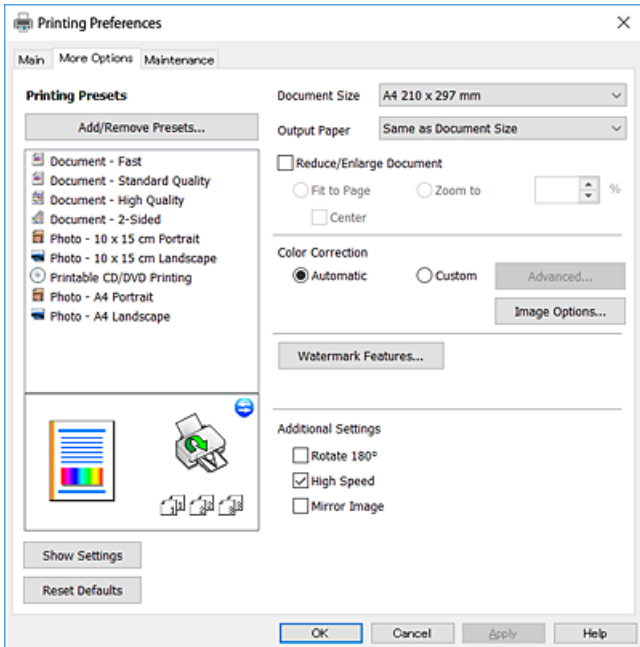 Printing Preferences
Main More Options Maintenance
Printing Presets
Add/Remove Presets...
Document - Fast
Document - Standard Quality
Document - High Quality
Document - 2-Sided
Photo - 10 x 15 cm Portrait
Photo - 10 x 15 cm Landscape
Printable CD/DVD Printing
Photo - A4 Portrait
Photo - A4 Landscape
Show Settings
Reset Defaults
Document Size A4 210 x 297 mm
Output Paper Same as Document Size
Reduce/Enlarge Document
Fit to Page Zoom to %
Center
Color Correction
Automatic Custom Advanced...
Image Options...
Watermark Features...
Additional Settings
Rotate 180°
High Speed
Mirror Image
OK Cancel Apply Help